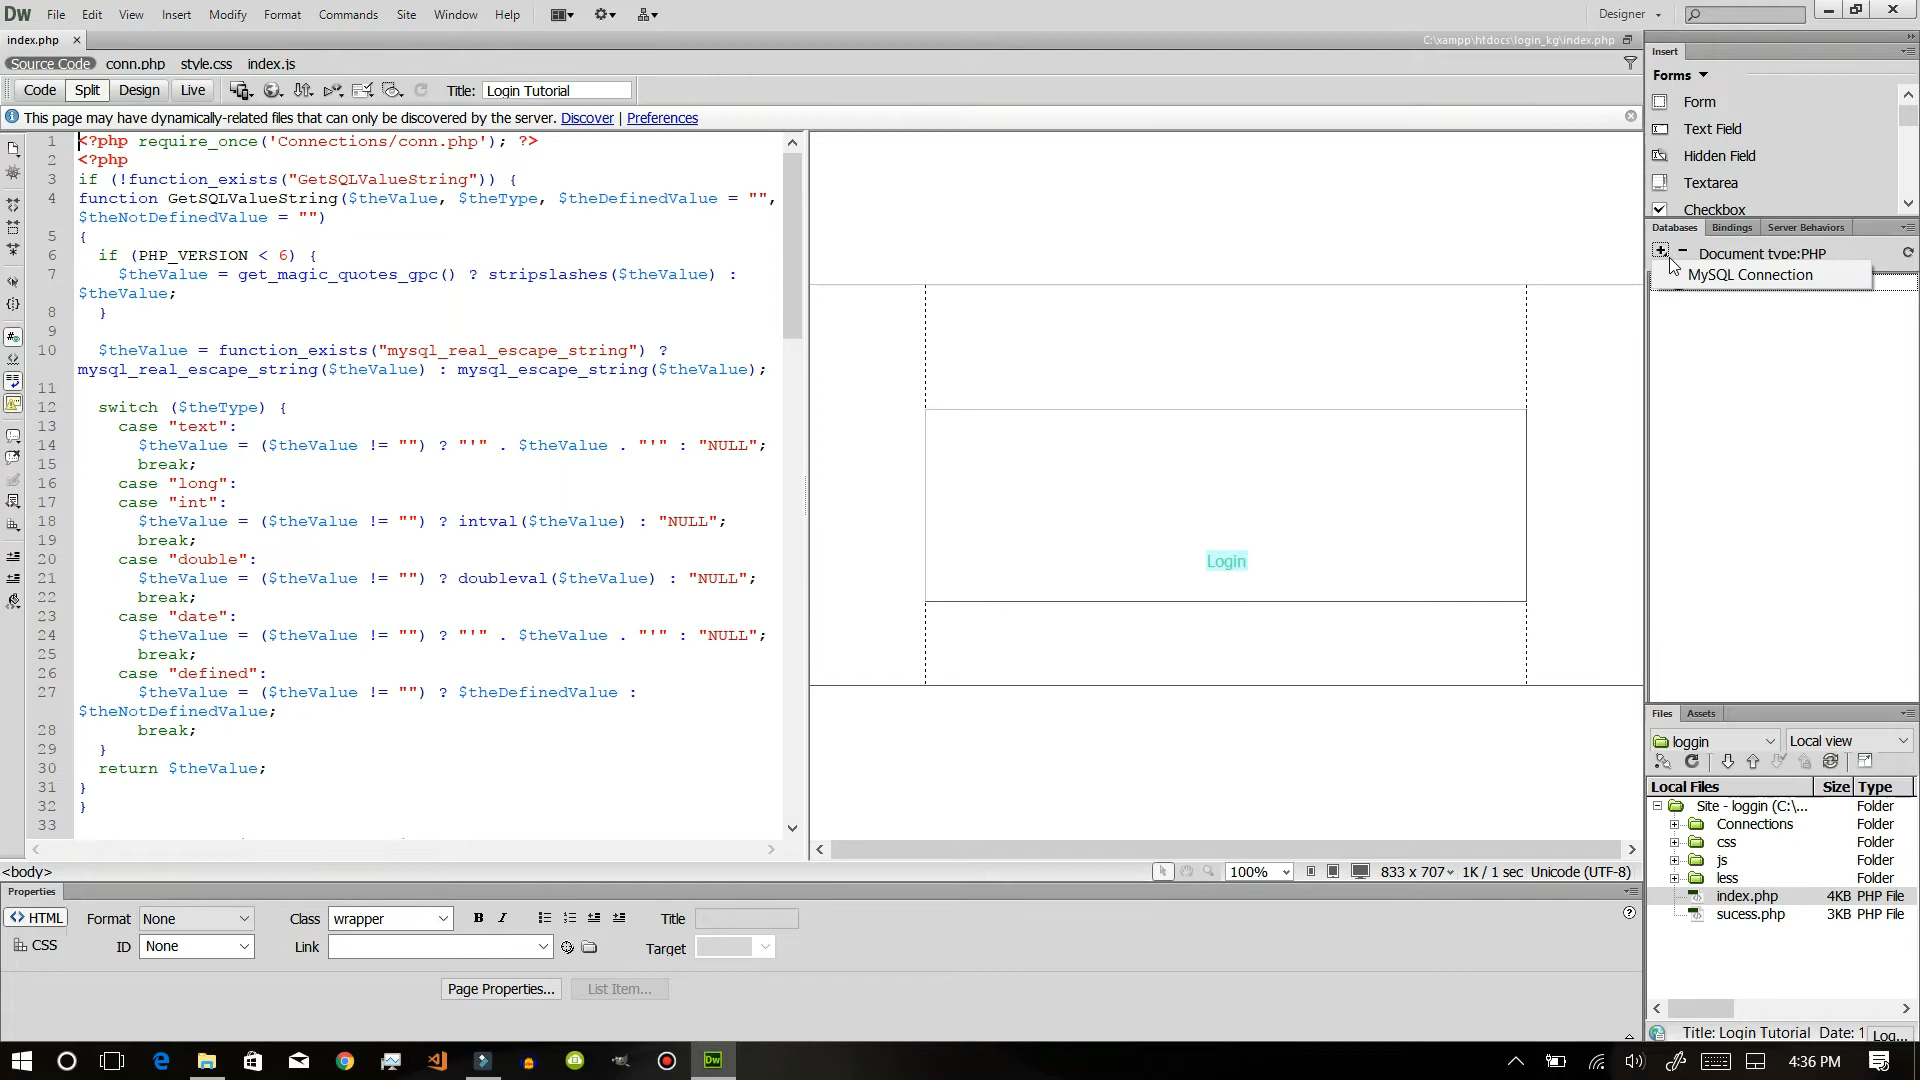 Dw File Edit View Insert Modify Format Commands Site Window Help Designer
index.php C:\xampp\htdocs\login_kg\index.php
Source Code conn.php style.css index.js
Code Split Design Live Title: Login Tutorial
This page may have dynamically-related files that can only be discovered by the server. Discover Preferences
1 <?php require_once('Connections/conn.php'); ?>
2 <?php
3 if (!function_exists("GetSQLValueString")) {
4 function GetSQLValueString($theValue, $theType, $theDefinedValue = "",
$theNotDefinedValue = "")
5 {
6 if (PHP_VERSION < 6) {
7 $theValue = get_magic_quotes_gpc() ? stripslashes($theValue) :
$theValue;
8 }
9
10 $theValue = function_exists("mysql_real_escape_string") ?
mysql_real_escape_string($theValue) : mysql_escape_string($theValue);
11
12 switch ($theType) {
13 case "text":
14 $theValue = ($theValue != "") ? "'" . $theValue . "'" : "NULL";
15 break;
16 case "long":
17 case "int":
18 $theValue = ($theValue != "") ? intval($theValue) : "NULL";
19 break;
20 case "double":
21 $theValue = ($theValue != "") ? doubleval($theValue) : "NULL";
22 break;
23 case "date":
24 $theValue = ($theValue != "") ? "'" . $theValue . "'" : "NULL";
25 break;
26 case "defined":
27 $theValue = ($theValue != "") ? $theDefinedValue :
$theNotDefinedValue;
28 break;
29 }
30 return $theValue;
31 }
32 }
33
Login
<body> 100% 833 x 707 1K / 1 sec Unicode (UTF-8)
Properties
HTML Format None Class wrapper B I Title
CSS ID None Link Target
Page Properties... List Item...
Insert
Forms
Form
Text Field
Hidden Field
Textarea
Checkbox
Databases Bindings Server Behaviors
Document type:PHP
MySQL Connection
Files Assets
loggin Local view
Local Files Size Type
Site - loggin (C:\... Folder
Connections Folder
css Folder
js Folder
less Folder
index.php 4KB PHP File
sucess.php 3KB PHP File
Title: Login Tutorial Date: 1 Log...
Dw 4:36 PM